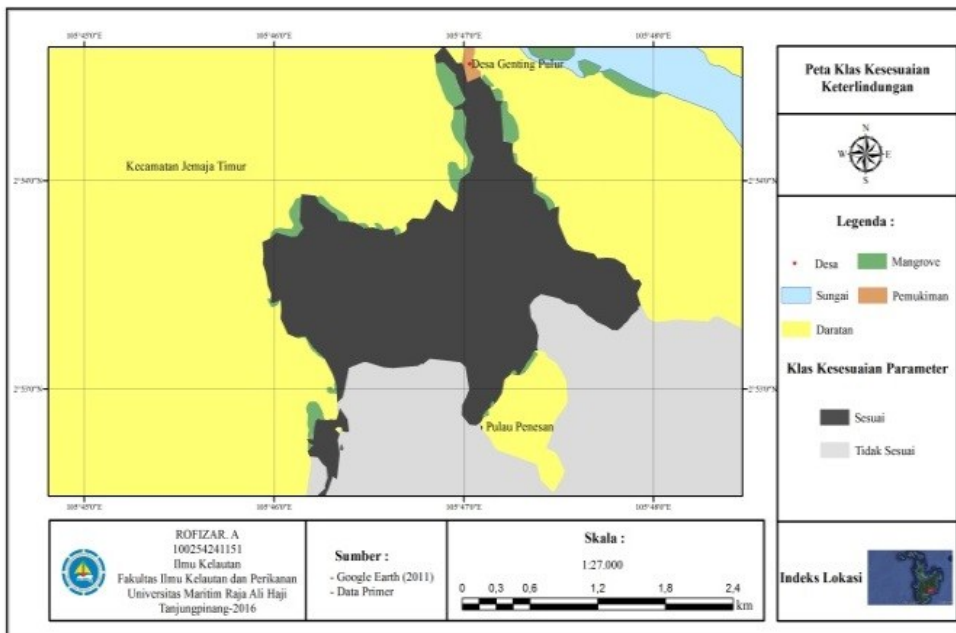 105°45'0"E
105°46'0"E
105°47'0"E
105°48'0"E
Desa Genting Pulur
Kecamatan Jemaja Timur
2°54'0"N
2°54'0"N
2°53'0"N
2°53'0"N
Pulau Penesan
105°45'0"E
105°46'0"E
105°47'0"E
105°48'0"E
Peta Klas Kesesuaian
Keterlindungan
N
W
E
S
Legenda :
Desa
Mangrove
Sungai
Pemukiman
Daratan
Klas Kesesuaian Parameter
Sesuai
Tidak Sesuai
Indeks Lokasi
ROFIZAR. A
100254241151
Ilmu Kelautan
Fakultas Ilmu Kelautan dan Perikanan
Universitas Maritim Raja Ali Haji
Tanjungpinang-2016
Sumber :
- Google Earth (2011)
- Data Primer
Skala :
1:27.000
0 0,3 0,6 1,2 1,8 2,4
km